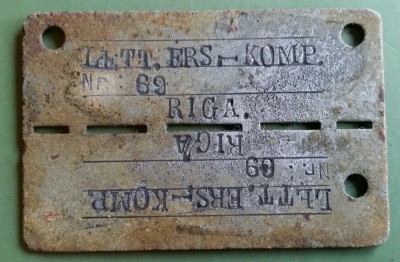 LETT.ERS-KOMP.
Nr. 69
RIGA.
RIGA
Nr. 69
LETT.ERS-KOMP.